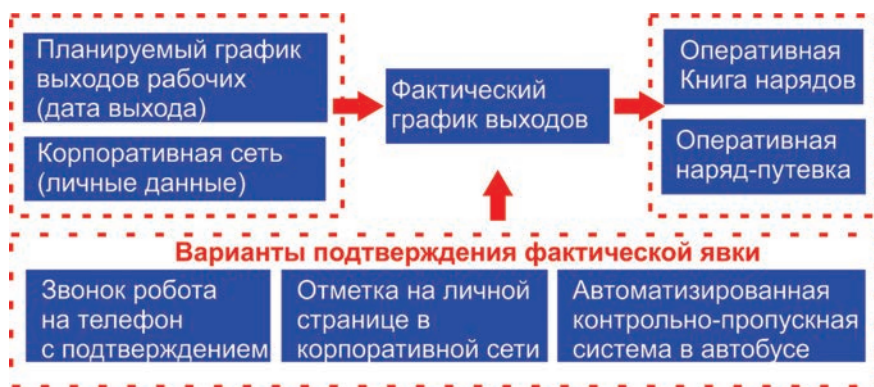 Планируемый график
выходов рабочих
(дата выхода)
Корпоративная сеть
(личные данные)
Фактический
график выходов
Оперативная
Книга нарядов
Оперативная
наряд-путевка
Варианты подтверждения фактической явки
Звонок робота
на телефон
с подтверждением
Отметка на личной
странице в
корпоративной сети
Автоматизированная
контрольно-пропускная
система в автобусе